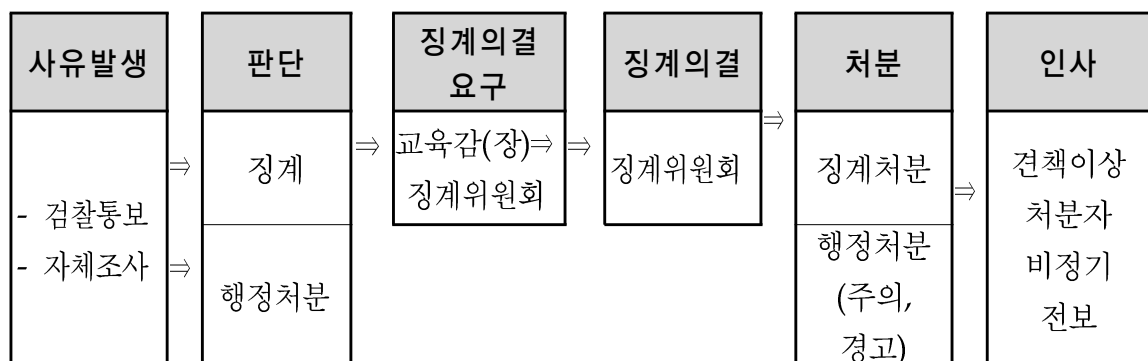 사유발생
- 검찰통보
- 자체조사
⇒
⇒
판단
징계
행정처분
⇒
징계의결
요구
교육감(장)⇒
징계위원회
⇒
징계의결
징계위원회
⇒
처분
징계처분
행정처분
(주의,
경고)
⇒
인사
견책이상
처분자
비정기
전보